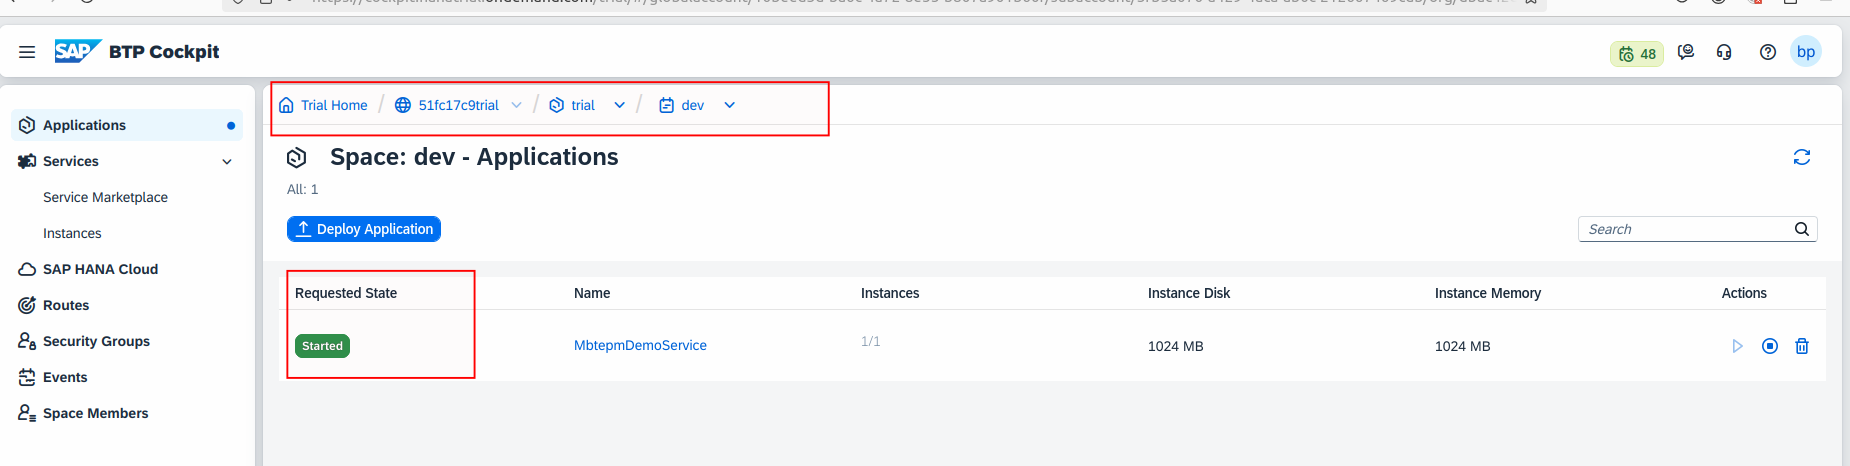 SAP BTP Cockpit
48
bp
Applications
Services
Service Marketplace
Instances
SAP HANA Cloud
Routes
Security Groups
Events
Space Members
Trial Home / 51fc17c9trial / trial / dev
Space: dev - Applications
All: 1
Deploy Application
Search
Requested State Name Instances Instance Disk Instance Memory Actions
Started MbtepmDemoService 1/1 1024 MB 1024 MB